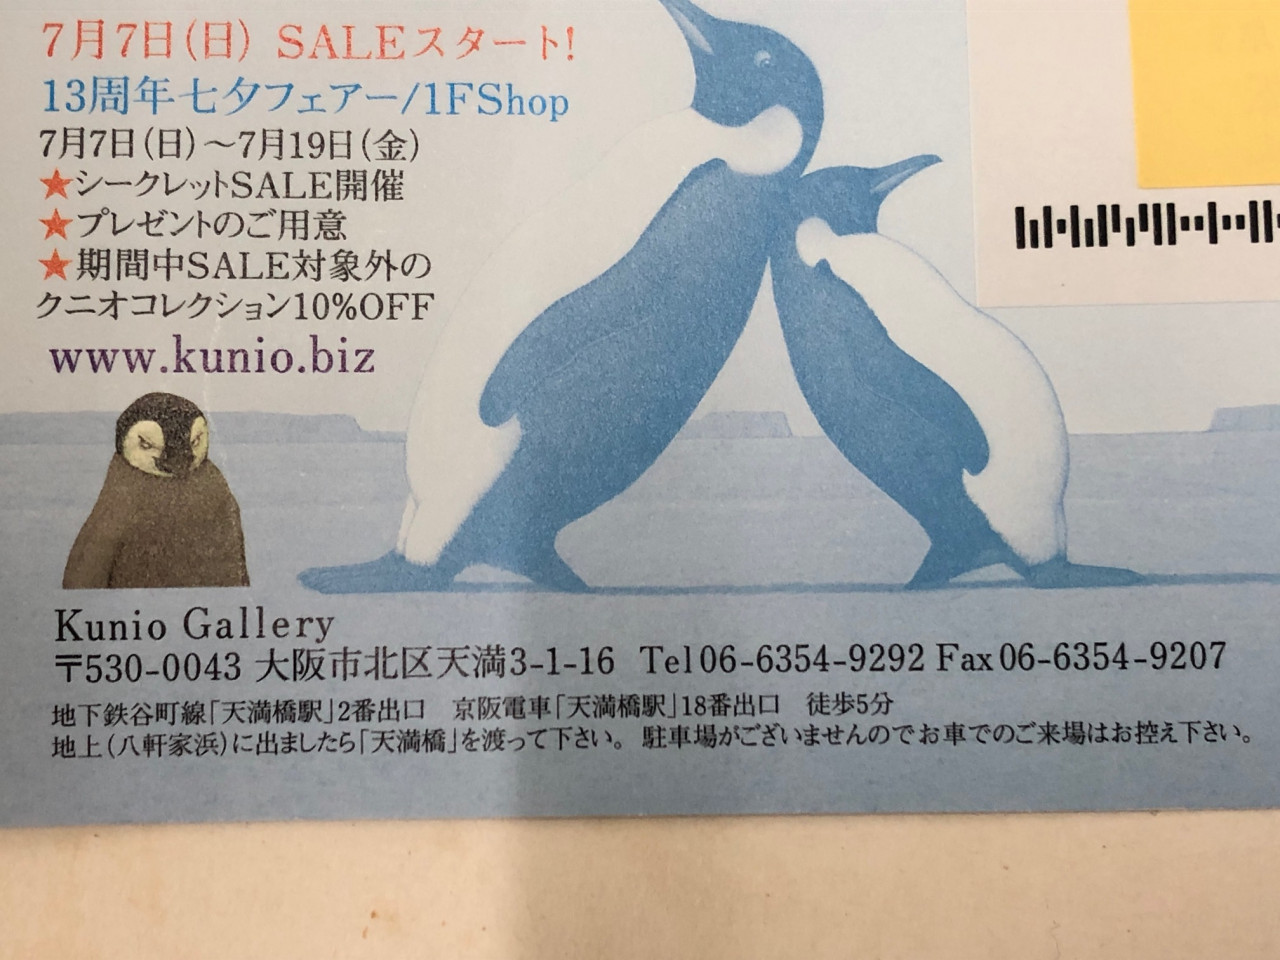 7月7日(日) SALEスタート!
13周年七夕フェアー/1FShop
7月7日(日)～7月19日(金)
★シークレットSALE開催
★プレゼントのご用意
★期間中SALE対象外の
クニオコレクション10%OFF
www.kunio.biz
Kunio Gallery
〒530-0043 大阪市北区天満3-1-16 Tel06-6354-9292 Fax06-6354-9207
地下鉄谷町線「天満橋駅」2番出口 京阪電車「天満橋駅」18番出口 徒歩5分
地上(八軒家浜)に出ましたら「天満橋」を渡って下さい。 駐車場がございませんのでお車でのご来場はお控え下さい。